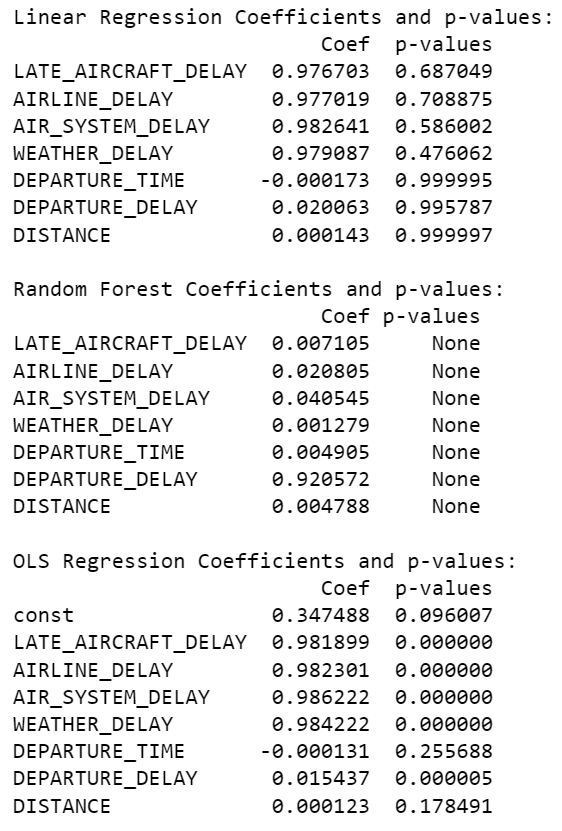 Linear Regression Coefficients and p-values:
Coef p-values
LATE_AIRCRAFT_DELAY 0.976703 0.687049
AIRLINE_DELAY 0.977019 0.708875
AIR_SYSTEM_DELAY 0.982641 0.586002
WEATHER_DELAY 0.979087 0.476062
DEPARTURE_TIME -0.000173 0.999995
DEPARTURE_DELAY 0.020063 0.995787
DISTANCE 0.000143 0.999997
Random Forest Coefficients and p-values:
Coef p-values
LATE_AIRCRAFT_DELAY 0.007105 None
AIRLINE_DELAY 0.020805 None
AIR_SYSTEM_DELAY 0.040545 None
WEATHER_DELAY 0.001279 None
DEPARTURE_TIME 0.004905 None
DEPARTURE_DELAY 0.920572 None
DISTANCE 0.004788 None
OLS Regression Coefficients and p-values:
Coef p-values
const 0.347488 0.096007
LATE_AIRCRAFT_DELAY 0.981899 0.000000
AIRLINE_DELAY 0.982301 0.000000
AIR_SYSTEM_DELAY 0.986222 0.000000
WEATHER_DELAY 0.984222 0.000000
DEPARTURE_TIME -0.000131 0.255688
DEPARTURE_DELAY 0.015437 0.000005
DISTANCE 0.000123 0.178491